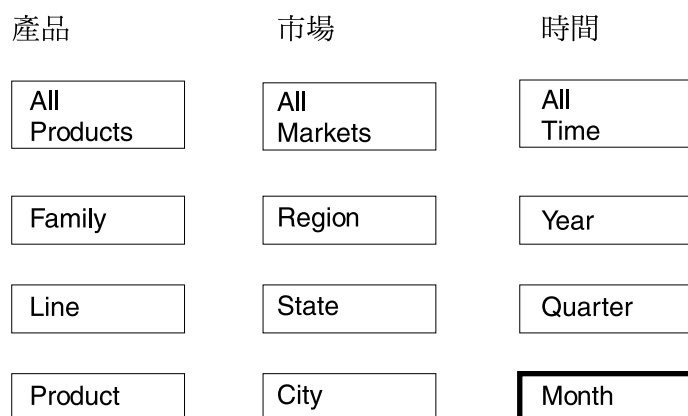 產品 市場 時間
All All All
Products Markets Time
Family Region Year
Line State Quarter
Product City Month